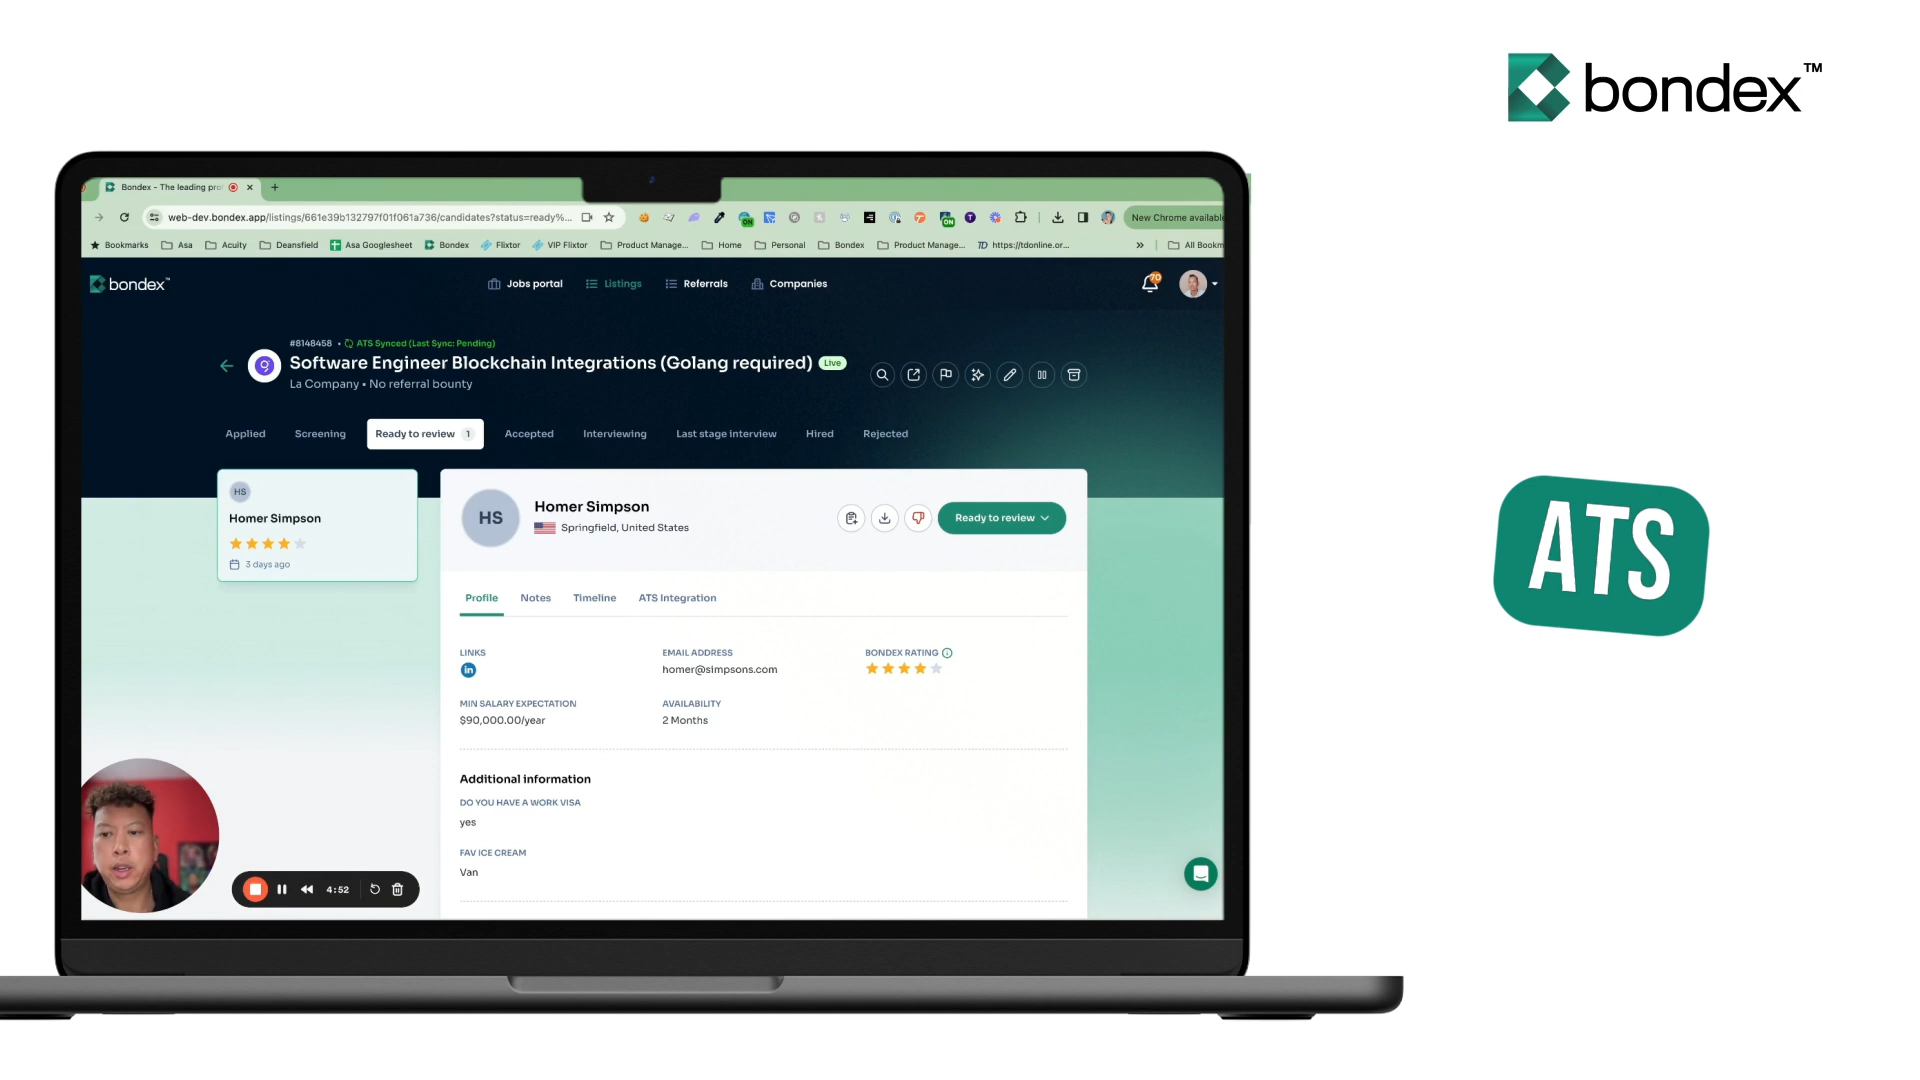 bondex™
Bondex - The leading pro
web-dev.bondex.app/listings/661e39b132797f01f061a736/candidates?status=ready%...
ON
ON
T
New Chrome available
Bookmarks
Asa
Acuity
Deansfield
Asa Googlesheet
Bondex
Flixtor
VIP Flixtor
Product Manage...
Home
Personal
Bondex
Product Manage...
TD
https://tdonline.or...
»
All Bookm
bondex™
Jobs portal
Listings
Referrals
Companies
70
#8148458 • ATS Synced (Last Sync: Pending)
Software Engineer Blockchain Integrations (Golang required) Live
La Company • No referral bounty
Applied
Screening
Ready to review 1
Accepted
Interviewing
Last stage interview
Hired
Rejected
HS
Homer Simpson
3 days ago
HS
Homer Simpson
Springfield, United States
Ready to review
Profile
Notes
Timeline
ATS Integration
LINKS
EMAIL ADDRESS
BONDEX RATING
in
homer@simpsons.com
MIN SALARY EXPECTATION
AVAILABILITY
$90,000.00/year
2 Months
Additional information
DO YOU HAVE A WORK VISA
yes
FAV ICE CREAM
Van
4:52
ATS